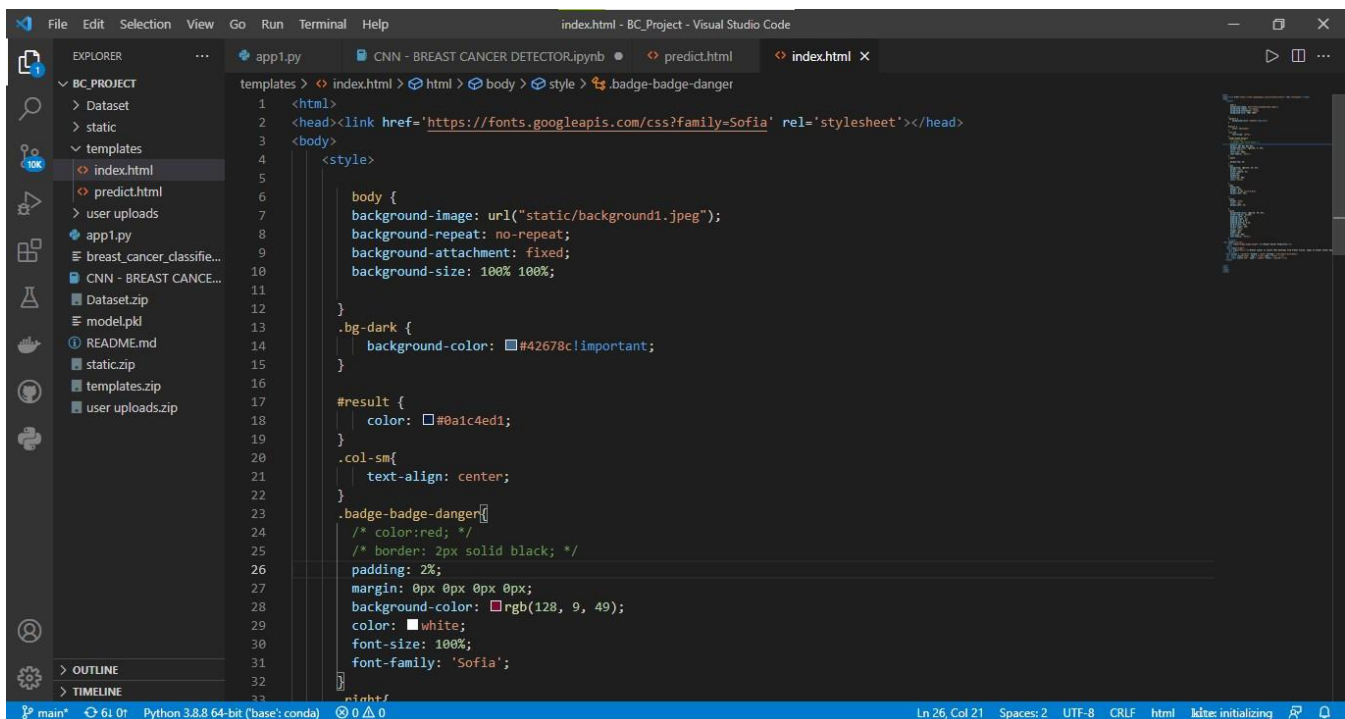 File Edit Selection View Go Run Terminal Help
index.html - BC_Project - Visual Studio Code
EXPLORER
app1.py
CNN - BREAST CANCER DETECTOR.ipynb
predict.html
index.html
1
10K
BC_PROJECT
Dataset
static
templates
index.html
predict.html
user uploads
app1.py
breast_cancer_classifie...
CNN - BREAST CANCE...
Dataset.zip
model.pkl
README.md
static.zip
templates.zip
user uploads.zip
OUTLINE
TIMELINE
templates > index.html > html > body > style > .badge-badge-danger
1 <html>
2 <head><link href='https://fonts.googleapis.com/css?family=Sofia' rel='stylesheet'></head>
3 <body>
4 <style>
5
6 body {
7 background-image: url("static/background1.jpeg");
8 background-repeat: no-repeat;
9 background-attachment: fixed;
10 background-size: 100% 100%;
11
12 }
13 .bg-dark {
14 background-color: #42678c!important;
15 }
16
17 #result {
18 color: #0a1c4ed1;
19 }
20 .col-sm{
21 text-align: center;
22 }
23 .badge-badge-danger{
24 /* color:red; */
25 /* border: 2px solid black; */
26 padding: 2%;
27 margin: 0px 0px 0px 0px;
28 background-color: rgb(128, 9, 49);
29 color: white;
30 font-size: 100%;
31 font-family: 'Sofia';
32 }
33 .right{
main* 6↓ 0↑ Python 3.8.8 64-bit ('base': conda) 0 0
Ln 26, Col 21 Spaces: 2 UTF-8 CRLF html kite: initializing